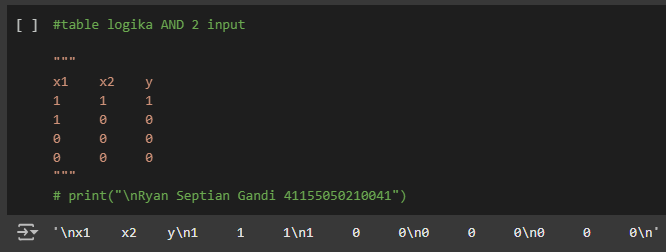 [ ] #table logika AND 2 input
"""
x1 x2 y
1 1 1
1 0 0
0 0 0
0 0 0
"""
# print("\nRyan Septian Gandi 41155050210041")
'\nx1 x2 y\n1 1 1\n1 0 0\n0 0 0\n0 0 0\n'